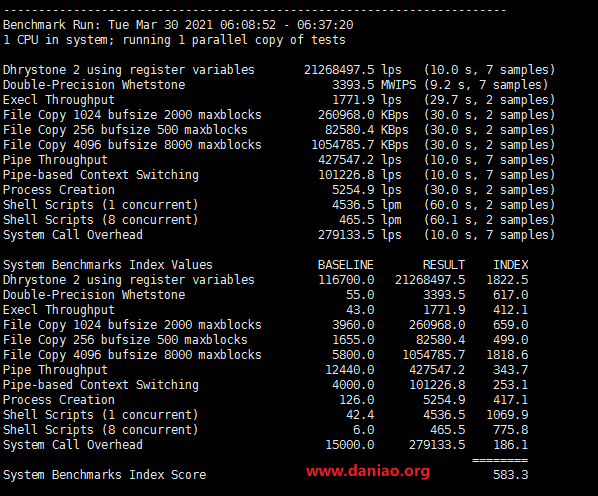 ------------------------------------------------------------------------
Benchmark Run: Tue Mar 30 2021 06:08:52 - 06:37:20
1 CPU in system; running 1 parallel copy of tests

Dhrystone 2 using register variables       21268497.5 lps   (10.0 s, 7 samples)
Double-Precision Whetstone                     3393.5 MWIPS (9.2 s, 7 samples)
Execl Throughput                               1771.9 lps   (29.7 s, 2 samples)
File Copy 1024 bufsize 2000 maxblocks        260968.0 KBps  (30.0 s, 2 samples)
File Copy 256 bufsize 500 maxblocks           82580.4 KBps  (30.0 s, 2 samples)
File Copy 4096 bufsize 8000 maxblocks       1054785.7 KBps  (30.0 s, 2 samples)
Pipe Throughput                              427547.2 lps   (10.0 s, 7 samples)
Pipe-based Context Switching                 101226.8 lps   (10.0 s, 7 samples)
Process Creation                               5254.9 lps   (30.0 s, 2 samples)
Shell Scripts (1 concurrent)                   4536.5 lpm   (60.0 s, 2 samples)
Shell Scripts (8 concurrent)                    465.5 lpm   (60.1 s, 2 samples)
System Call Overhead                         279133.5 lps   (10.0 s, 7 samples)

System Benchmarks Index Values               BASELINE       RESULT    INDEX
Dhrystone 2 using register variables         116700.0   21268497.5   1822.5
Double-Precision Whetstone                       55.0       3393.5    617.0
Execl Throughput                                 43.0       1771.9    412.1
File Copy 1024 bufsize 2000 maxblocks          3960.0     260968.0    659.0
File Copy 256 bufsize 500 maxblocks            1655.0      82580.4    499.0
File Copy 4096 bufsize 8000 maxblocks          5800.0    1054785.7   1818.6
Pipe Throughput                               12440.0     427547.2    343.7
Pipe-based Context Switching                   4000.0     101226.8    253.1
Process Creation                                126.0       5254.9    417.1
Shell Scripts (1 concurrent)                     42.4       4536.5   1069.9
Shell Scripts (8 concurrent)                      6.0        465.5    775.8
System Call Overhead                          15000.0     279133.5    186.1
                                                                   ========
System Benchmarks Index Score                                         583.3
www.daniao.org